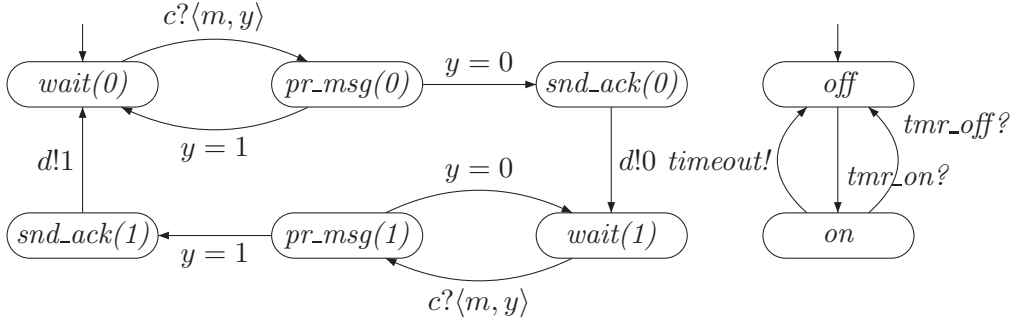 c?⟨m, y⟩
wait(0)
pr_msg(0)
y = 0
snd_ack(0)
off
y = 1
tmr_off?
d!1
y = 0
d!0
timeout!
tmr_on?
snd_ack(1)
y = 1
pr_msg(1)
wait(1)
on
c?⟨m, y⟩